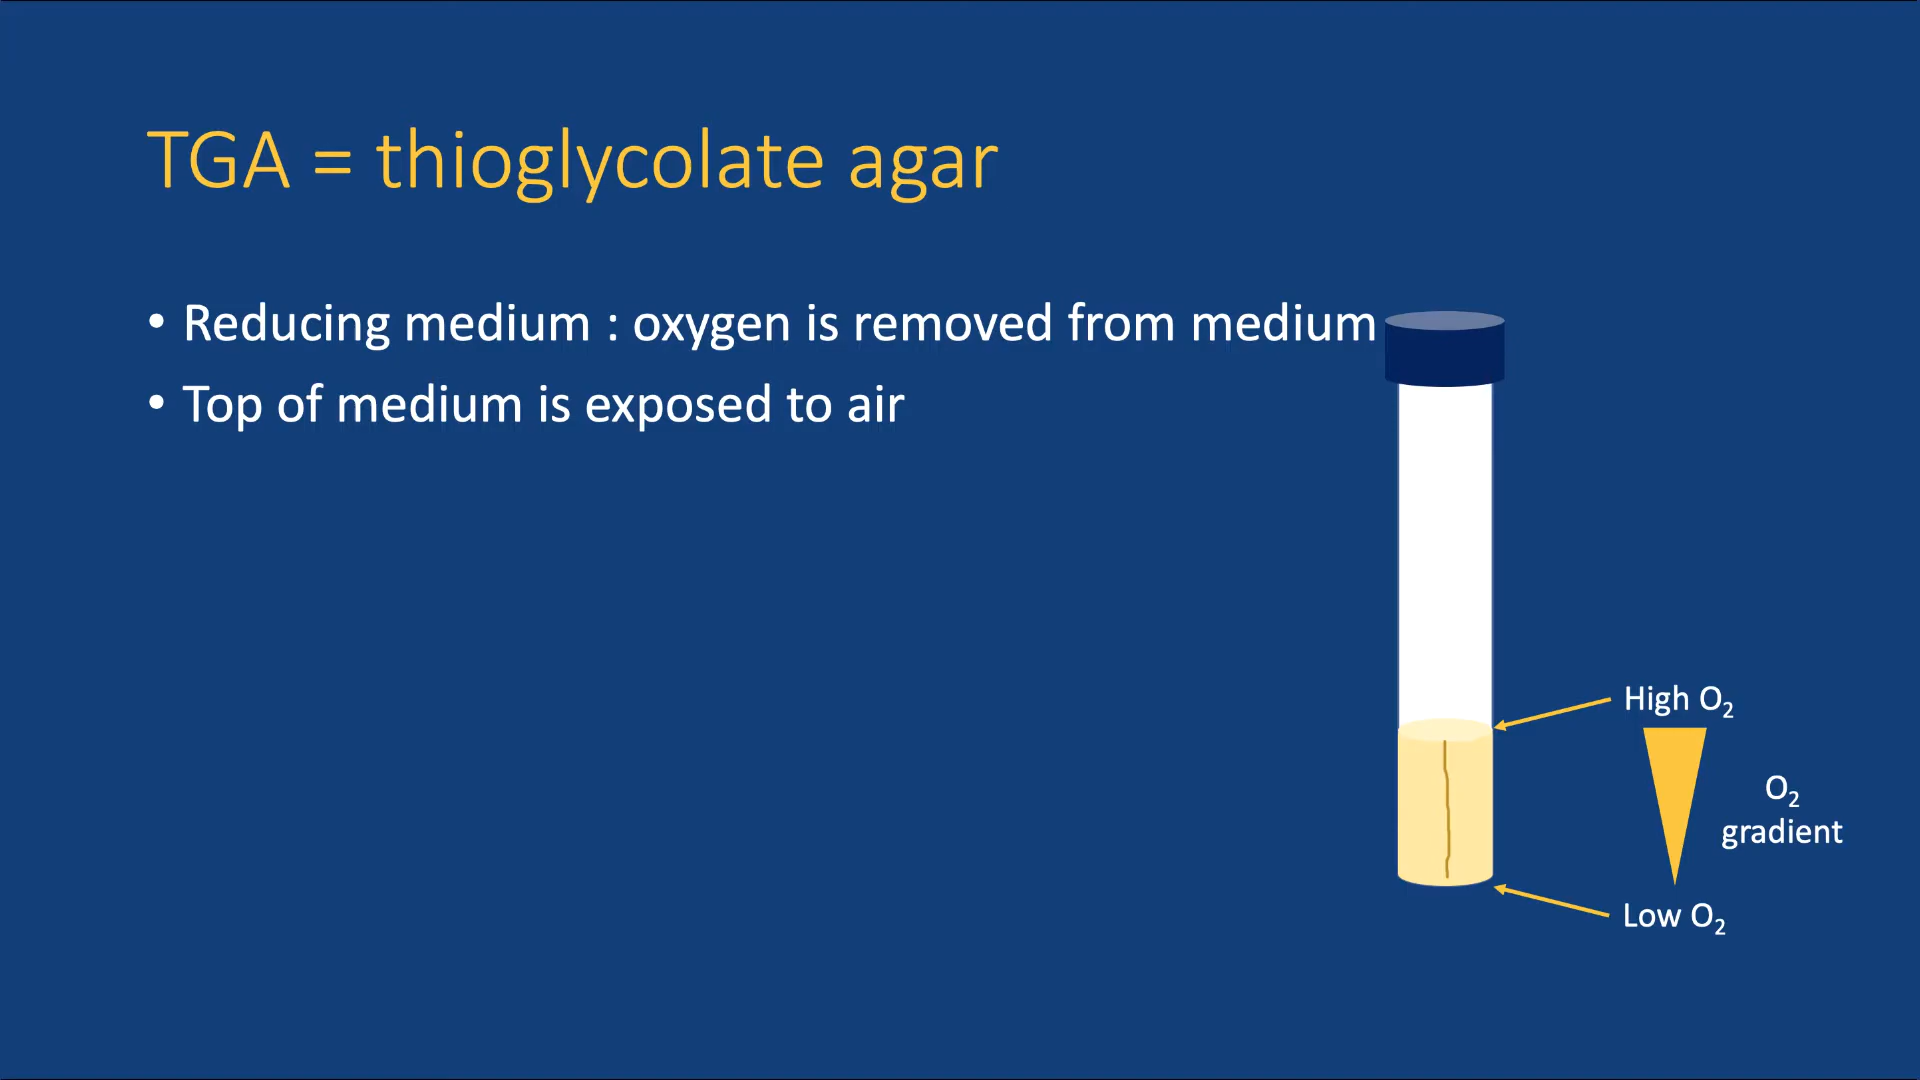 TGA = thioglycolate agar
• Reducing medium : oxygen is removed from medium
• Top of medium is exposed to air
High O₂
O₂
gradient
Low O₂